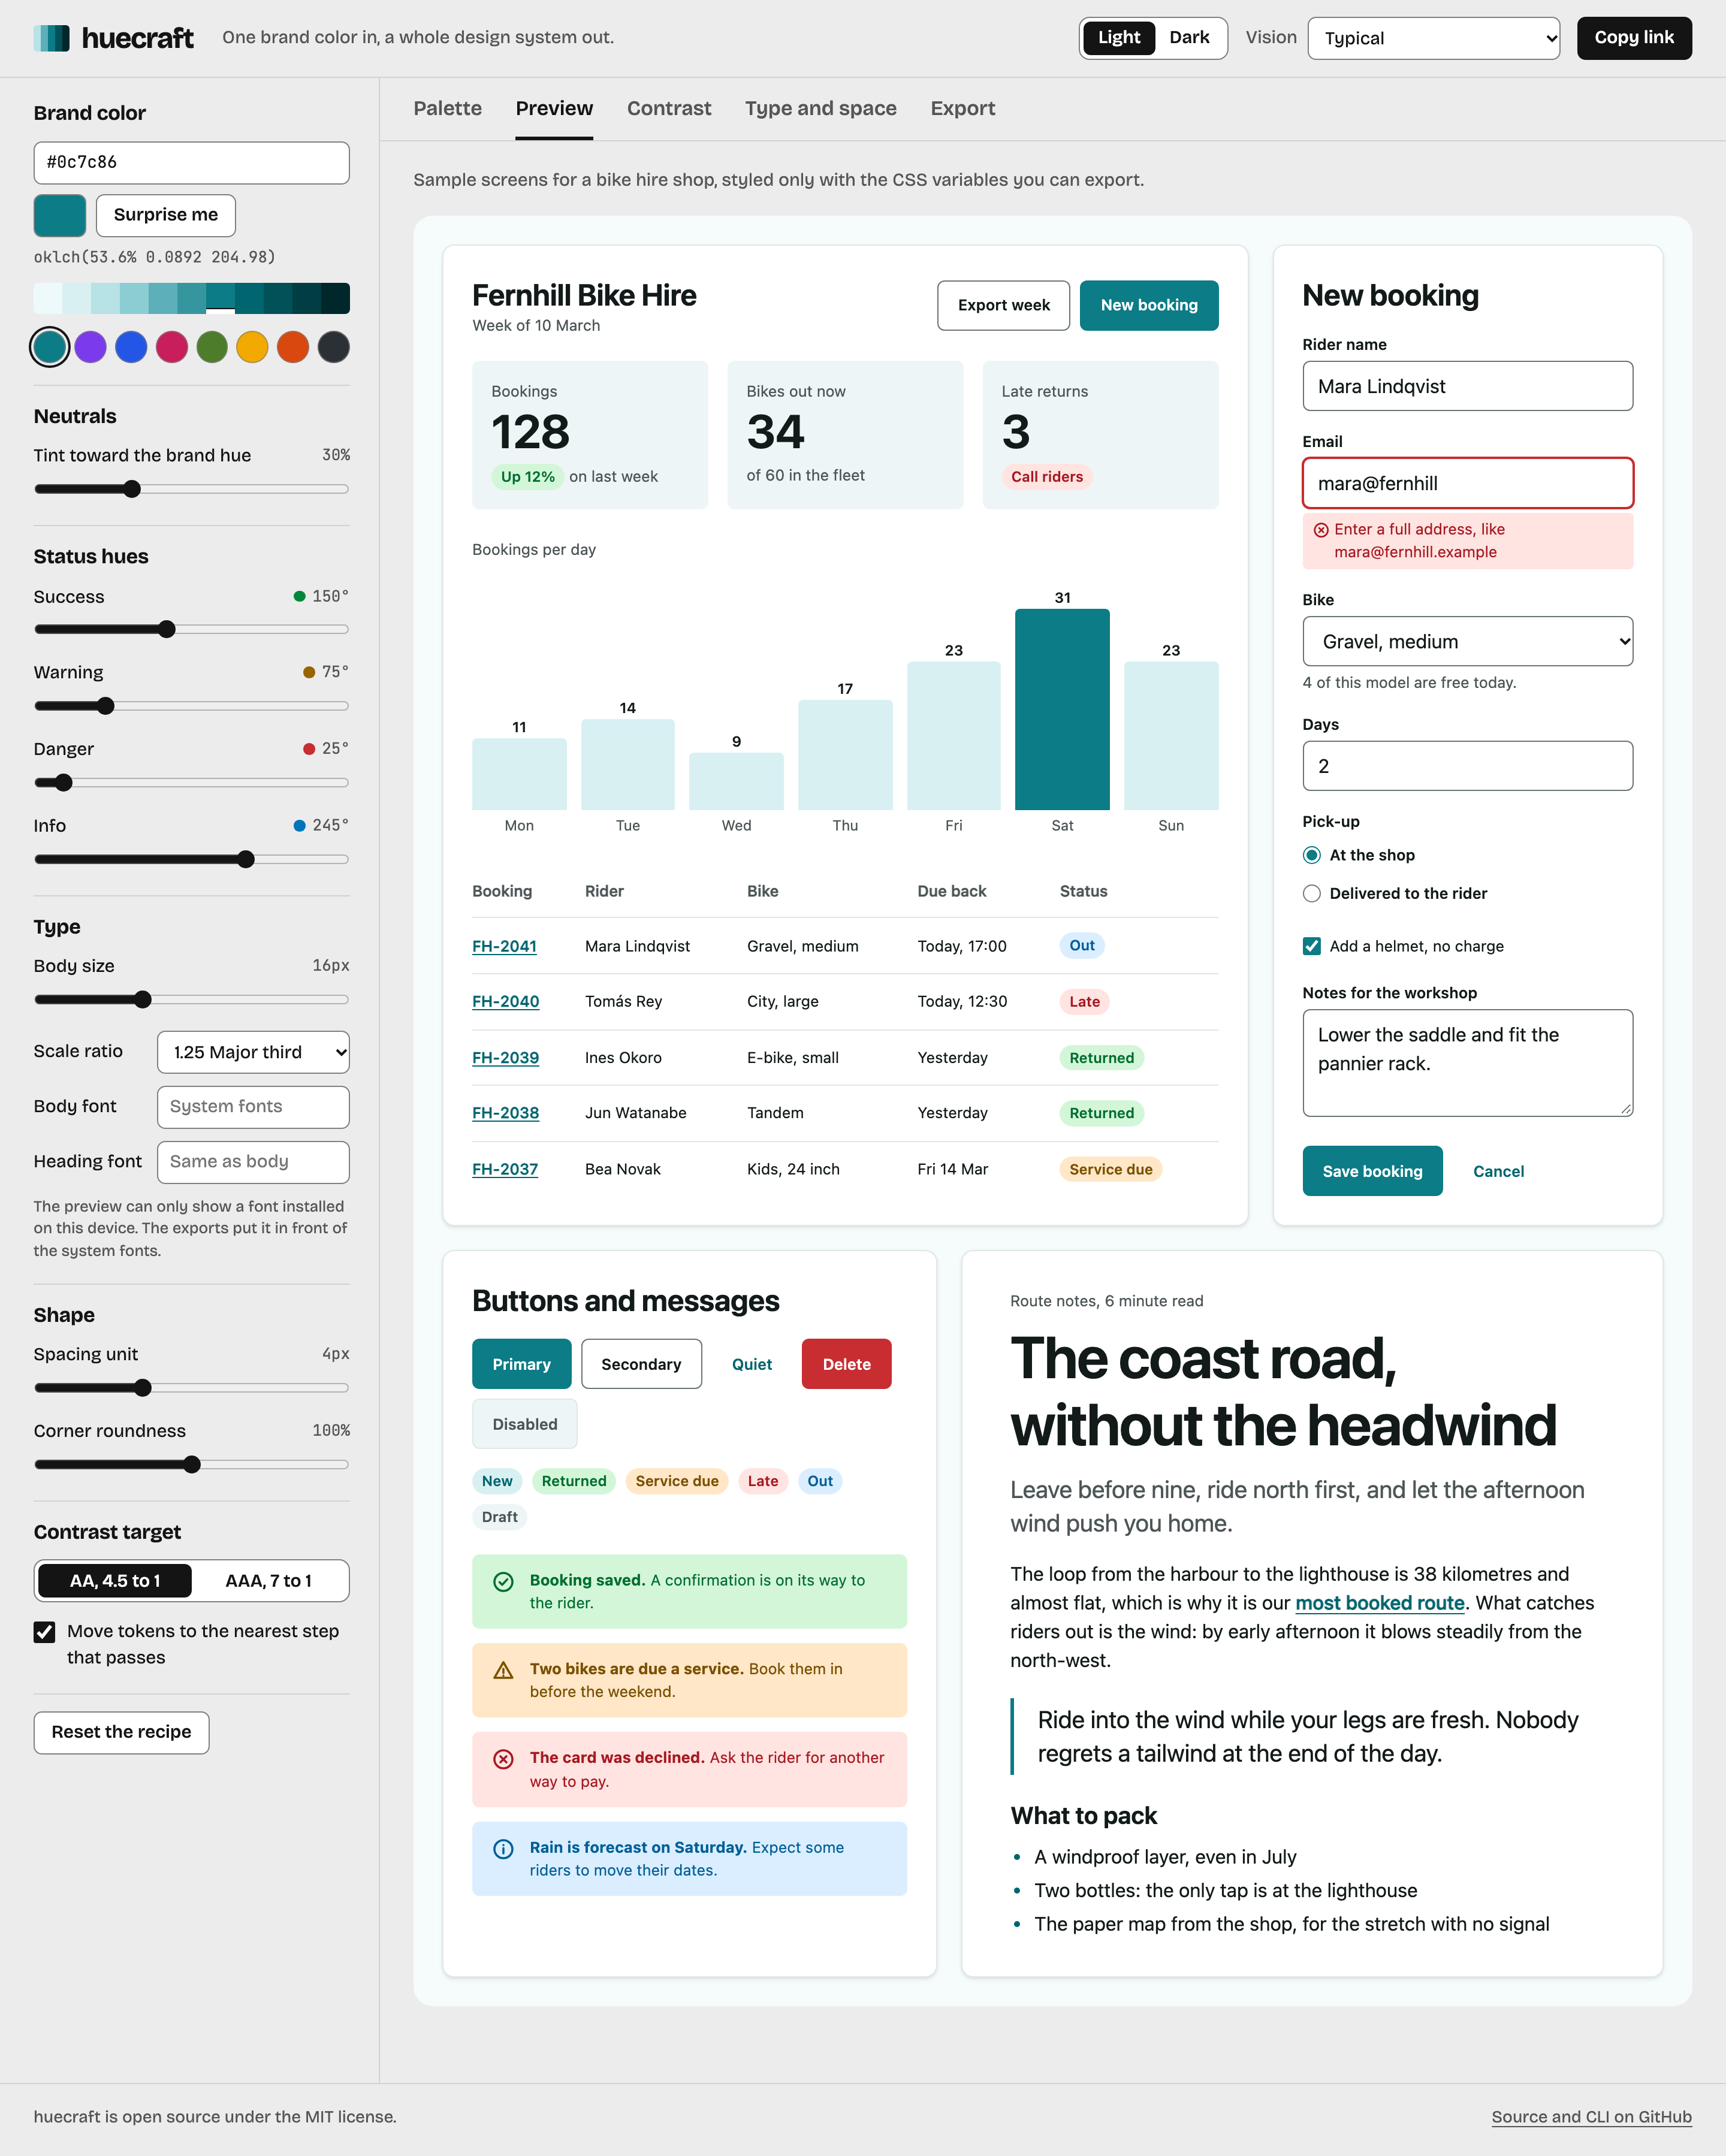 huecraft
One brand color in, a whole design system out.
Light
Dark
Vision
Typical
Copy link
Brand color
#0c7c86
Surprise me
oklch(53.6% 0.0892 204.98)
Neutrals
Tint toward the brand hue
30%
Status hues
Success
150°
Warning
75°
Danger
25°
Info
245°
Type
Body size
16px
Scale ratio
1.25 Major third
Body font
System fonts
Heading font
Same as body
The preview can only show a font installed
on this device. The exports put it in front of
the system fonts.
Shape
Spacing unit
4px
Corner roundness
100%
Contrast target
AA, 4.5 to 1
AAA, 7 to 1
Move tokens to the nearest step
that passes
Reset the recipe
Palette
Preview
Contrast
Type and space
Export
Sample screens for a bike hire shop, styled only with the CSS variables you can export.
Fernhill Bike Hire
Week of 10 March
Export week
New booking
Bookings
128
Up 12%
on last week
Bikes out now
34
of 60 in the fleet
Late returns
3
Call riders
Bookings per day
11
14
9
17
23
31
23
Mon
Tue
Wed
Thu
Fri
Sat
Sun
Booking
Rider
Bike
Due back
Status
FH-2041
Mara Lindqvist
Gravel, medium
Today, 17:00
Out
FH-2040
Tomás Rey
City, large
Today, 12:30
Late
FH-2039
Ines Okoro
E-bike, small
Yesterday
Returned
FH-2038
Jun Watanabe
Tandem
Yesterday
Returned
FH-2037
Bea Novak
Kids, 24 inch
Fri 14 Mar
Service due
New booking
Rider name
Mara Lindqvist
Email
mara@fernhill
Enter a full address, like
mara@fernhill.example
Bike
Gravel, medium
4 of this model are free today.
Days
2
Pick-up
At the shop
Delivered to the rider
Add a helmet, no charge
Notes for the workshop
Lower the saddle and fit the
pannier rack.
Save booking
Cancel
Buttons and messages
Primary
Secondary
Quiet
Delete
Disabled
New
Returned
Service due
Late
Out
Draft
Booking saved. A confirmation is on its way to
the rider.
Two bikes are due a service. Book them in
before the weekend.
The card was declined. Ask the rider for another
way to pay.
Rain is forecast on Saturday. Expect some
riders to move their dates.
Route notes, 6 minute read
The coast road,
without the headwind
Leave before nine, ride north first, and let the afternoon
wind push you home.
The loop from the harbour to the lighthouse is 38 kilometres and
almost flat, which is why it is our most booked route. What catches
riders out is the wind: by early afternoon it blows steadily from the
north-west.
Ride into the wind while your legs are fresh. Nobody
regrets a tailwind at the end of the day.
What to pack
• A windproof layer, even in July
• Two bottles: the only tap is at the lighthouse
• The paper map from the shop, for the stretch with no signal
huecraft is open source under the MIT license.
Source and CLI on GitHub